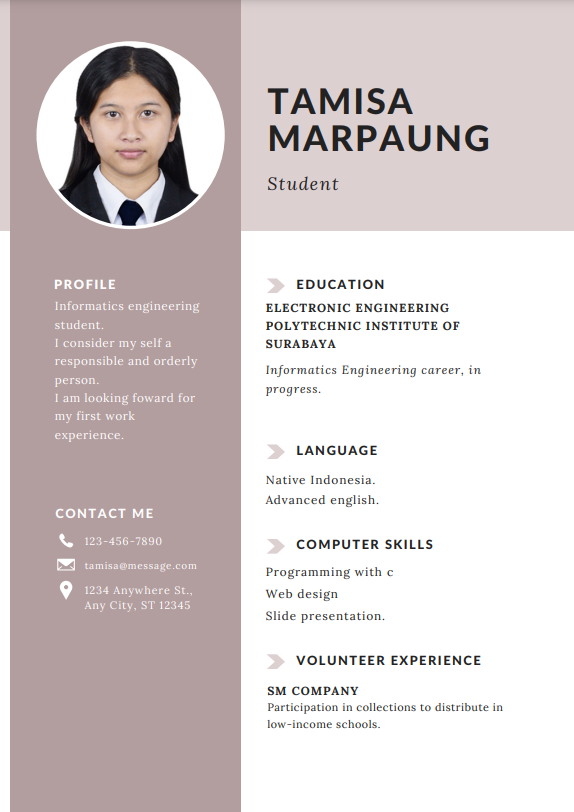 TAMISA
MARPAUNG
Student
PROFILE
Informatics engineering
student.
I consider my self a
responsible and orderly
person.
I am looking foward for
my first work
experience.
CONTACT ME
123-456-7890
tamisa@message.com
1234 Anywhere St.,
Any City, ST 12345
EDUCATION
ELECTRONIC ENGINEERING
POLYTECHNIC INSTITUTE OF
SURABAYA
Informatics Engineering career, in
progress.
LANGUAGE
Native Indonesia.
Advanced english.
COMPUTER SKILLS
Programming with c
Web design
Slide presentation.
VOLUNTEER EXPERIENCE
SM COMPANY
Participation in collections to distribute in
low-income schools.